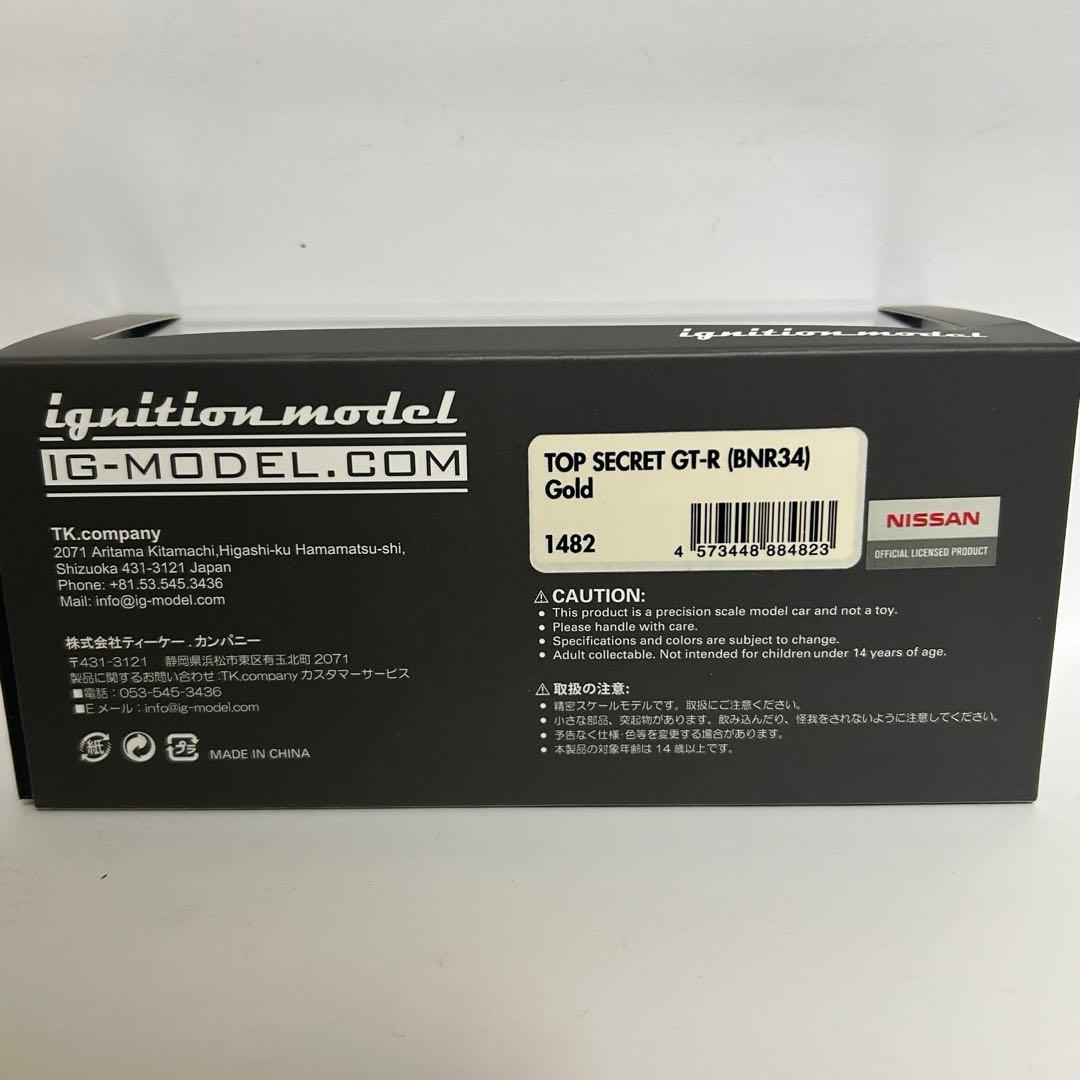 ignition model
ignition model
IG-MODEL.COM
TK.company
2071 Aritama Kitamachi,Higashi-ku Hamamatsu-shi,
Shizuoka 431-3121 Japan
Phone: +81.53.545.3436
Mail: info@ig-model.com
株式会社ティーケー.カンパニー
〒431-3121 静岡県浜松市東区有玉北町 2071
製品に関するお問い合わせ:TK.company カスタマーサービス
■電話:053-545-3436
■Eメール:info@ig-model.com
紙
プラ
MADE IN CHINA
TOP SECRET GT-R (BNR34)
Gold
1482
4 573448 884823
NISSAN
OFFICIAL LICENSED PRODUCT
⚠ CAUTION:
● This product is a precision scale model car and not a toy.
● Please handle with care.
● Specifications and colors are subject to change.
● Adult collectable. Not intended for children under 14 years of age.
⚠ 取扱の注意:
● 精密スケールモデルです。取扱にご注意ください。
● 小さな部品、突起物があります。飲み込んだり、怪我をされないように注意してください。
● 予告なく仕様・色等を変更する場合があります。
● 本製品の対象年齢は14歳以上です。